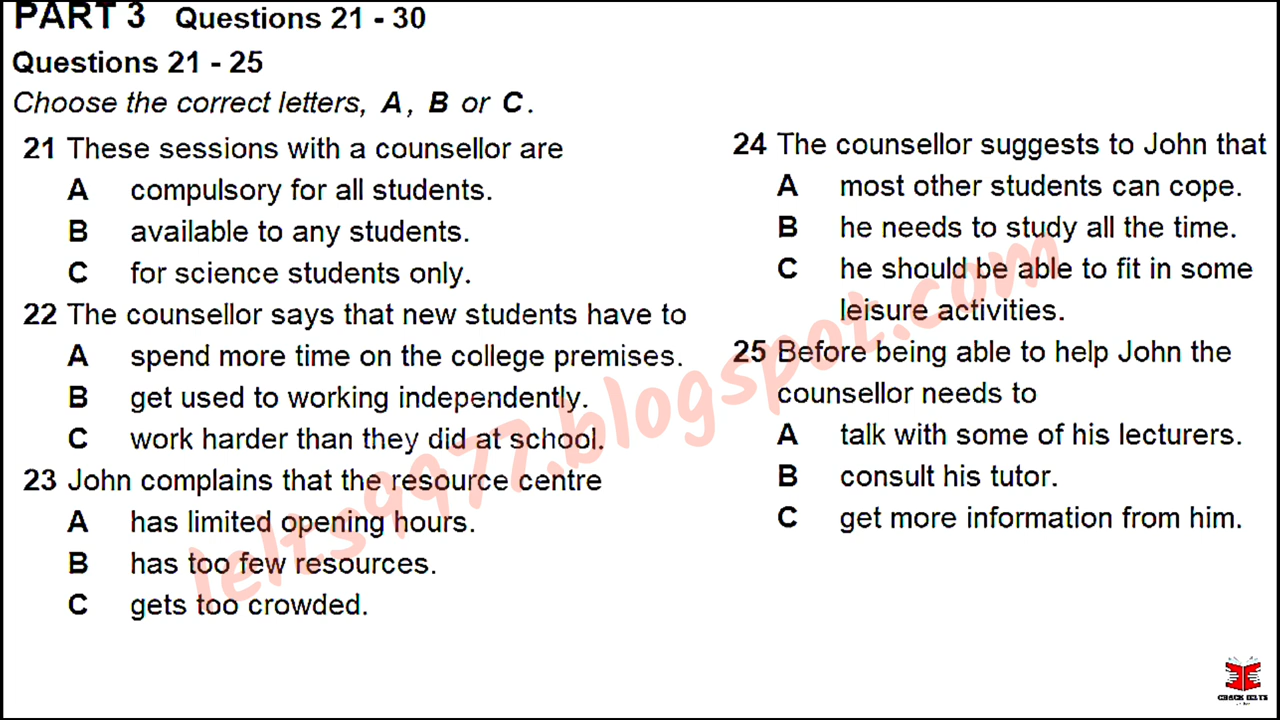 PART 3 Questions 21 - 30
Questions 21 - 25
Choose the correct letters, A, B or C.
21 These sessions with a counsellor are
A compulsory for all students.
B available to any students.
C for science students only.
22 The counsellor says that new students have to
A spend more time on the college premises.
B get used to working independently.
C work harder than they did at school.
23 John complains that the resource centre
A has limited opening hours.
B has too few resources.
C gets too crowded.
24 The counsellor suggests to John that
A most other students can cope.
B he needs to study all the time.
C he should be able to fit in some
leisure activities.
25 Before being able to help John the
counsellor needs to
A talk with some of his lecturers.
B consult his tutor.
C get more information from him.
Ielts9977.blogspot.com
CRACK IELTS